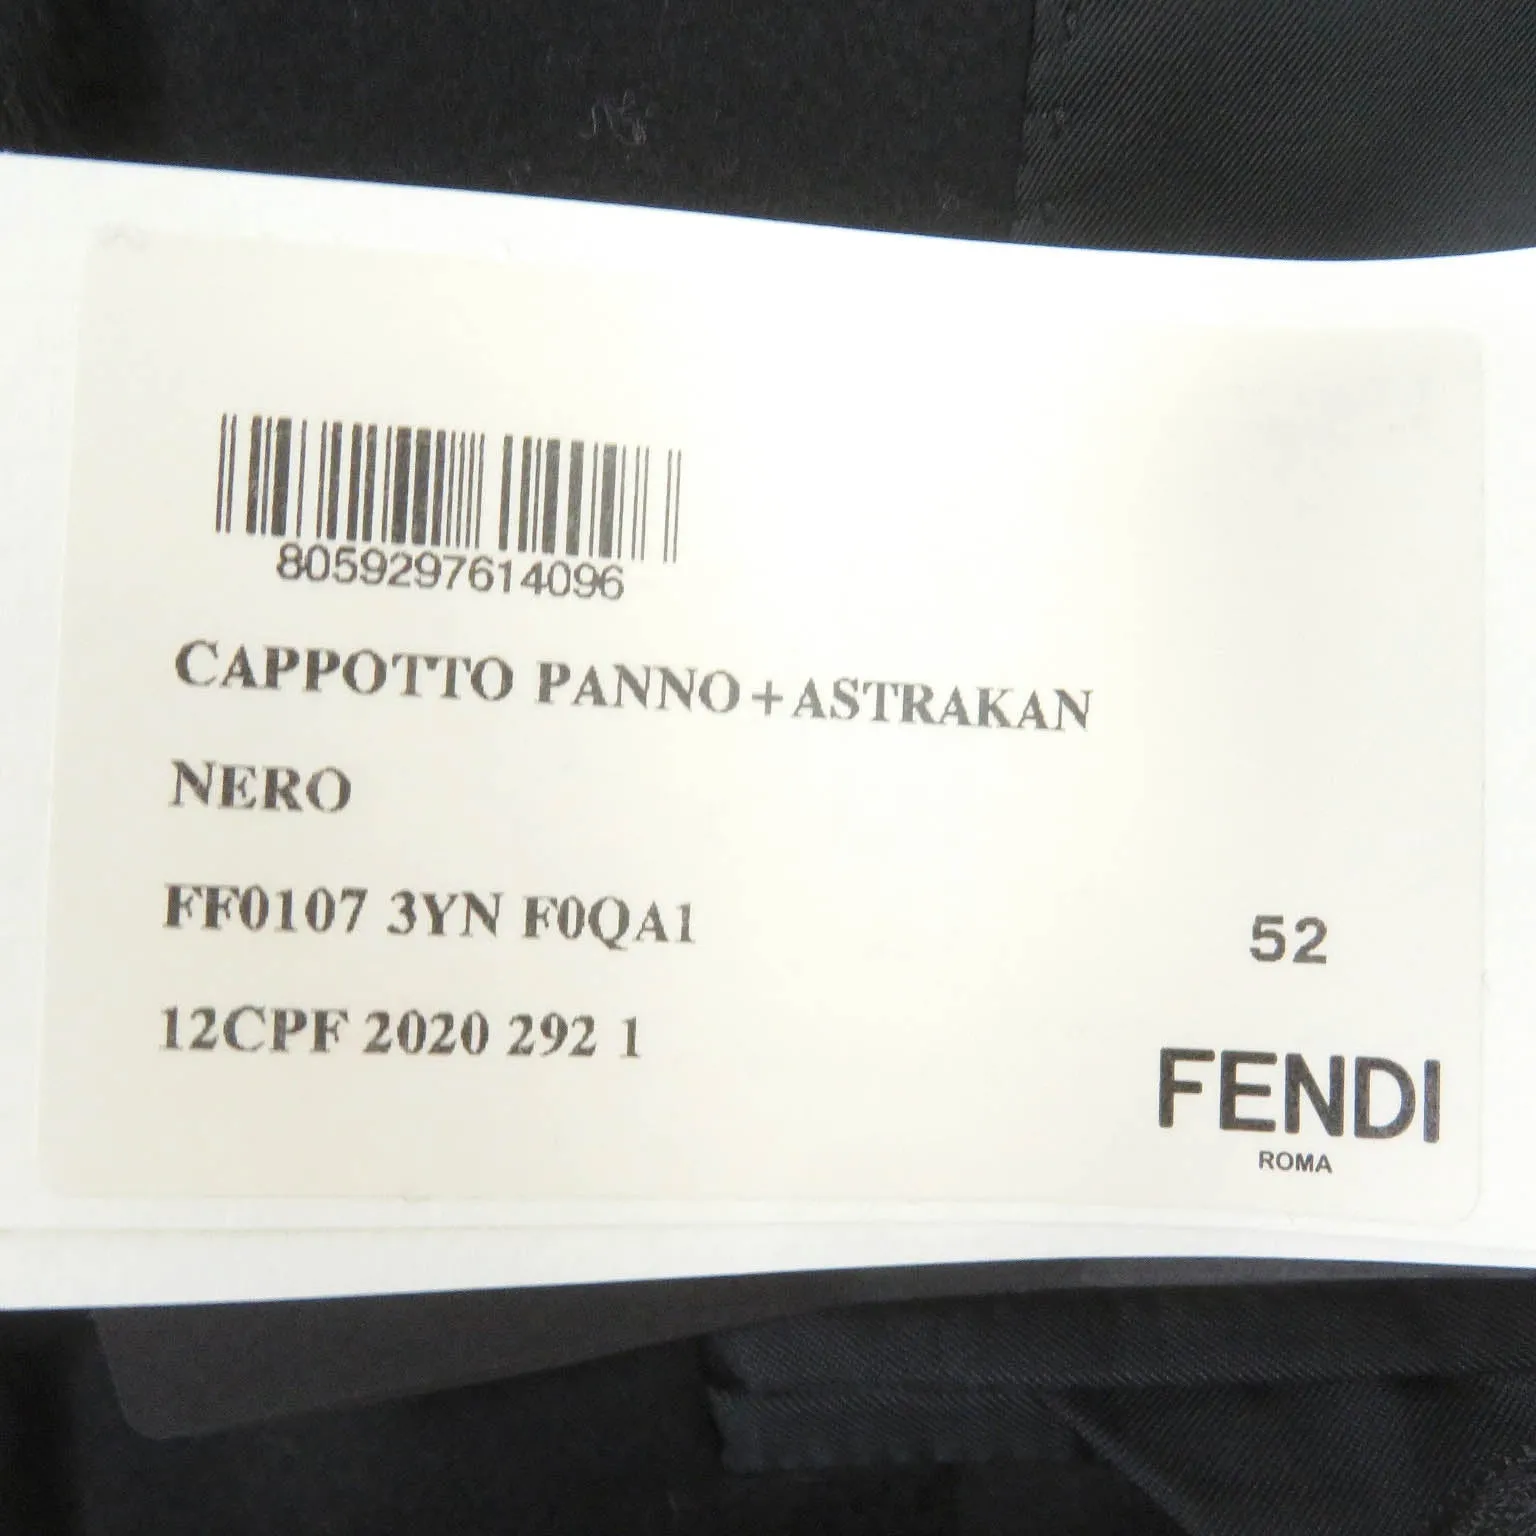 8059297614096
CAPPOTTO PANNO+ASTRAKAN
NERO
FF0107 3YN F0QA1
52
12CPF 2020 292 1
FENDI
ROMA